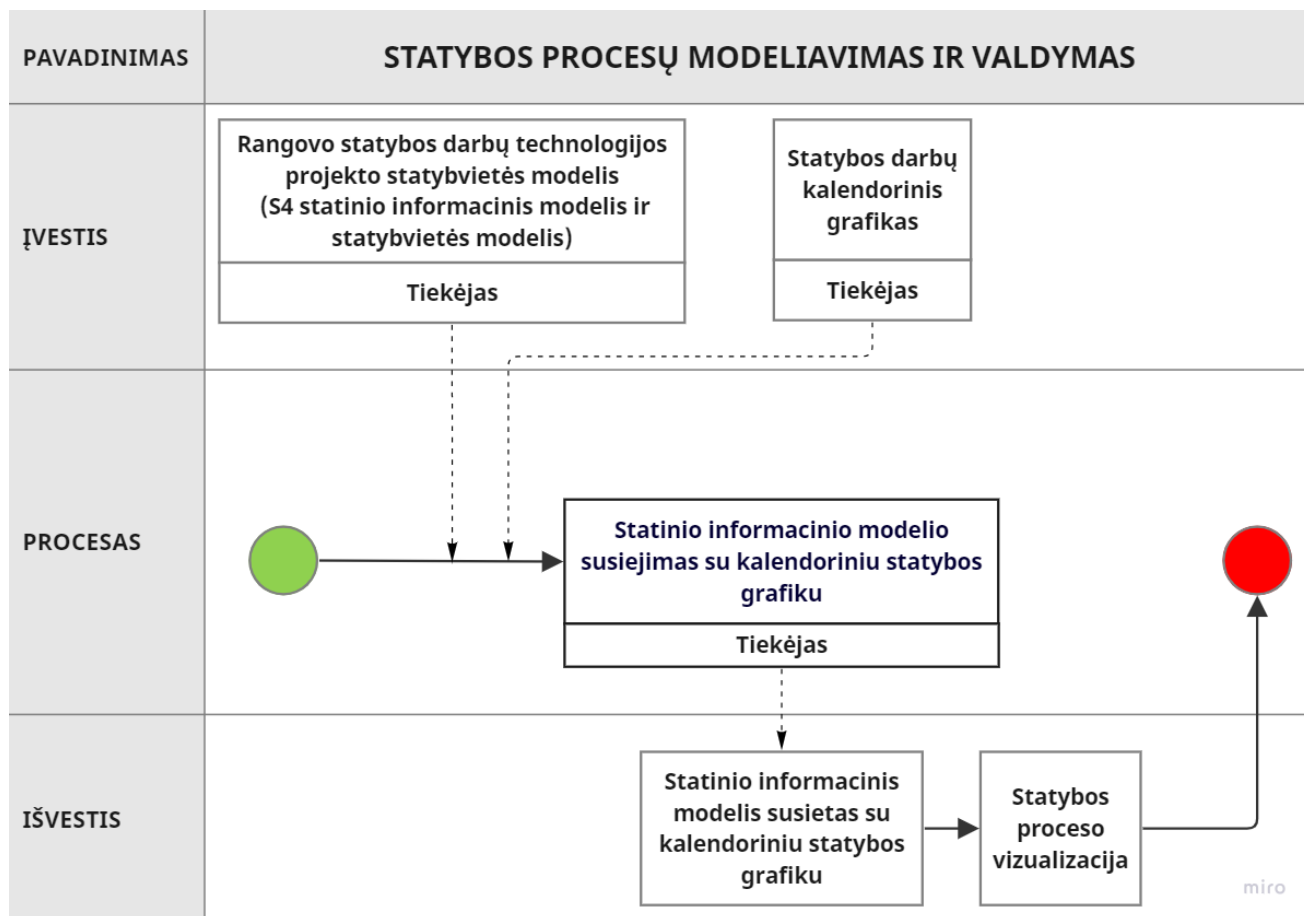 PAVADINIMAS
STATYBOS PROCESŲ MODELIAVIMAS IR VALDYMAS
ĮVESTIS
Rangovo statybos darbų technologijos
projekto statybvietės modelis
(S4 statinio informacinis modelis ir
statybvietės modelis)
Tiekėjas
Statybos darbų
kalendorinis
grafikas
Tiekėjas
PROCESAS
Statinio informacinio modelio
susiejimas su kalendoriniu statybos
grafiku
Tiekėjas
IŠVESTIS
Statinio informacinis
modelis susietas su
kalendoriniu statybos
grafiku
Statybos
proceso
vizualizacija
miro